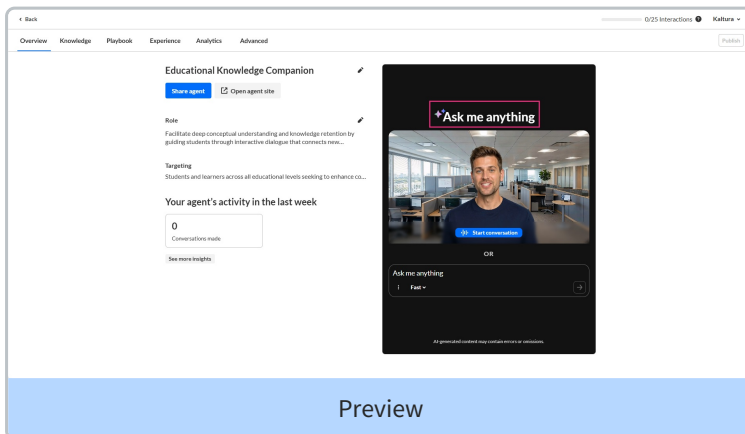 Back
0/25 Interactions
Kaltura
Overview
Knowledge
Playbook
Experience
Analytics
Advanced
Publish
Educational Knowledge Companion
Share agent
Open agent site
Role
Facilitate deep conceptual understanding and knowledge retention by
guiding students through interactive dialogue that connects new...
Targeting
Students and learners across all educational levels seeking to enhance co...
Your agent's activity in the last week
0
Conversations made
See more insights
Ask me anything
Start conversation
OR
Ask me anything
Fast
AI-generated content may contain errors or omissions.
Preview